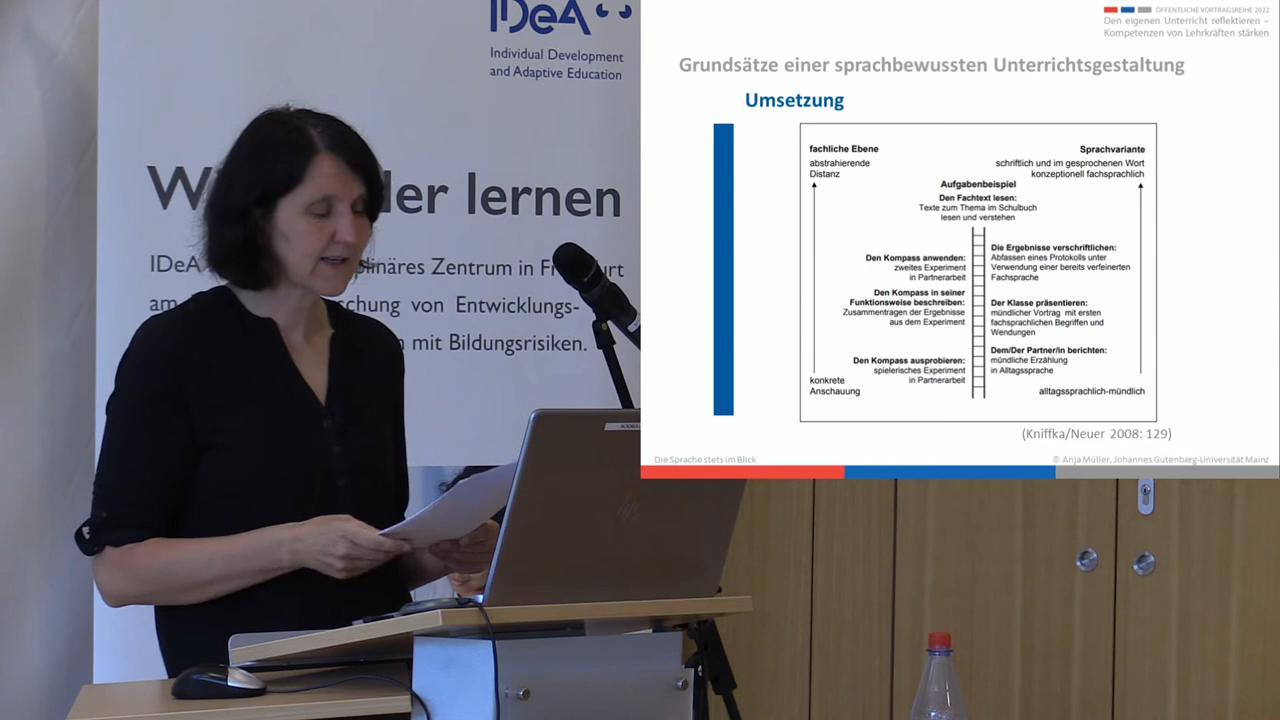 IDeA
Individual Development
and Adaptive Education
der lernen
IDeA plinäres Zentrum in Frankfurt
am schung von Entwicklungs-
mit Bildungsrisiken.
ÖFFENTLICHE VORTRAGSREIHE 2022
Den eigenen Unterricht reflektieren –
Kompetenzen von Lehrkräften stärken
Grundsätze einer sprachbewussten Unterrichtsgestaltung
Umsetzung
fachliche Ebene
abstrahierende
Distanz
Sprachvariante
schriftlich und im gesprochenen Wort
konzeptionell fachsprachlich
Aufgabenbeispiel
Den Fachtext lesen:
Texte zum Thema im Schulbuch
lesen und verstehen
Die Ergebnisse verschriftlichen:
Abfassen eines Protokolls unter
Verwendung einer bereits verfeinerten
Fachsprache
Den Kompass anwenden:
zweites Experiment
in Partnerarbeit
Den Kompass in seiner
Funktionsweise beschreiben:
Zusammentragen der Ergebnisse
aus dem Experiment
Der Klasse präsentieren:
mündlicher Vortrag mit ersten
fachsprachlichen Begriffen und
Wendungen
Dem/Der Partner/in berichten:
mündliche Erzählung
in Alltagssprache
Den Kompass ausprobieren:
spielerisches Experiment
in Partnerarbeit
konkrete
Anschauung
alltagssprachlich-mündlich
(Kniffka/Neuer 2008: 129)
Die Sprache stets im Blick
© Anja Müller, Johannes Gutenberg-Universität Mainz